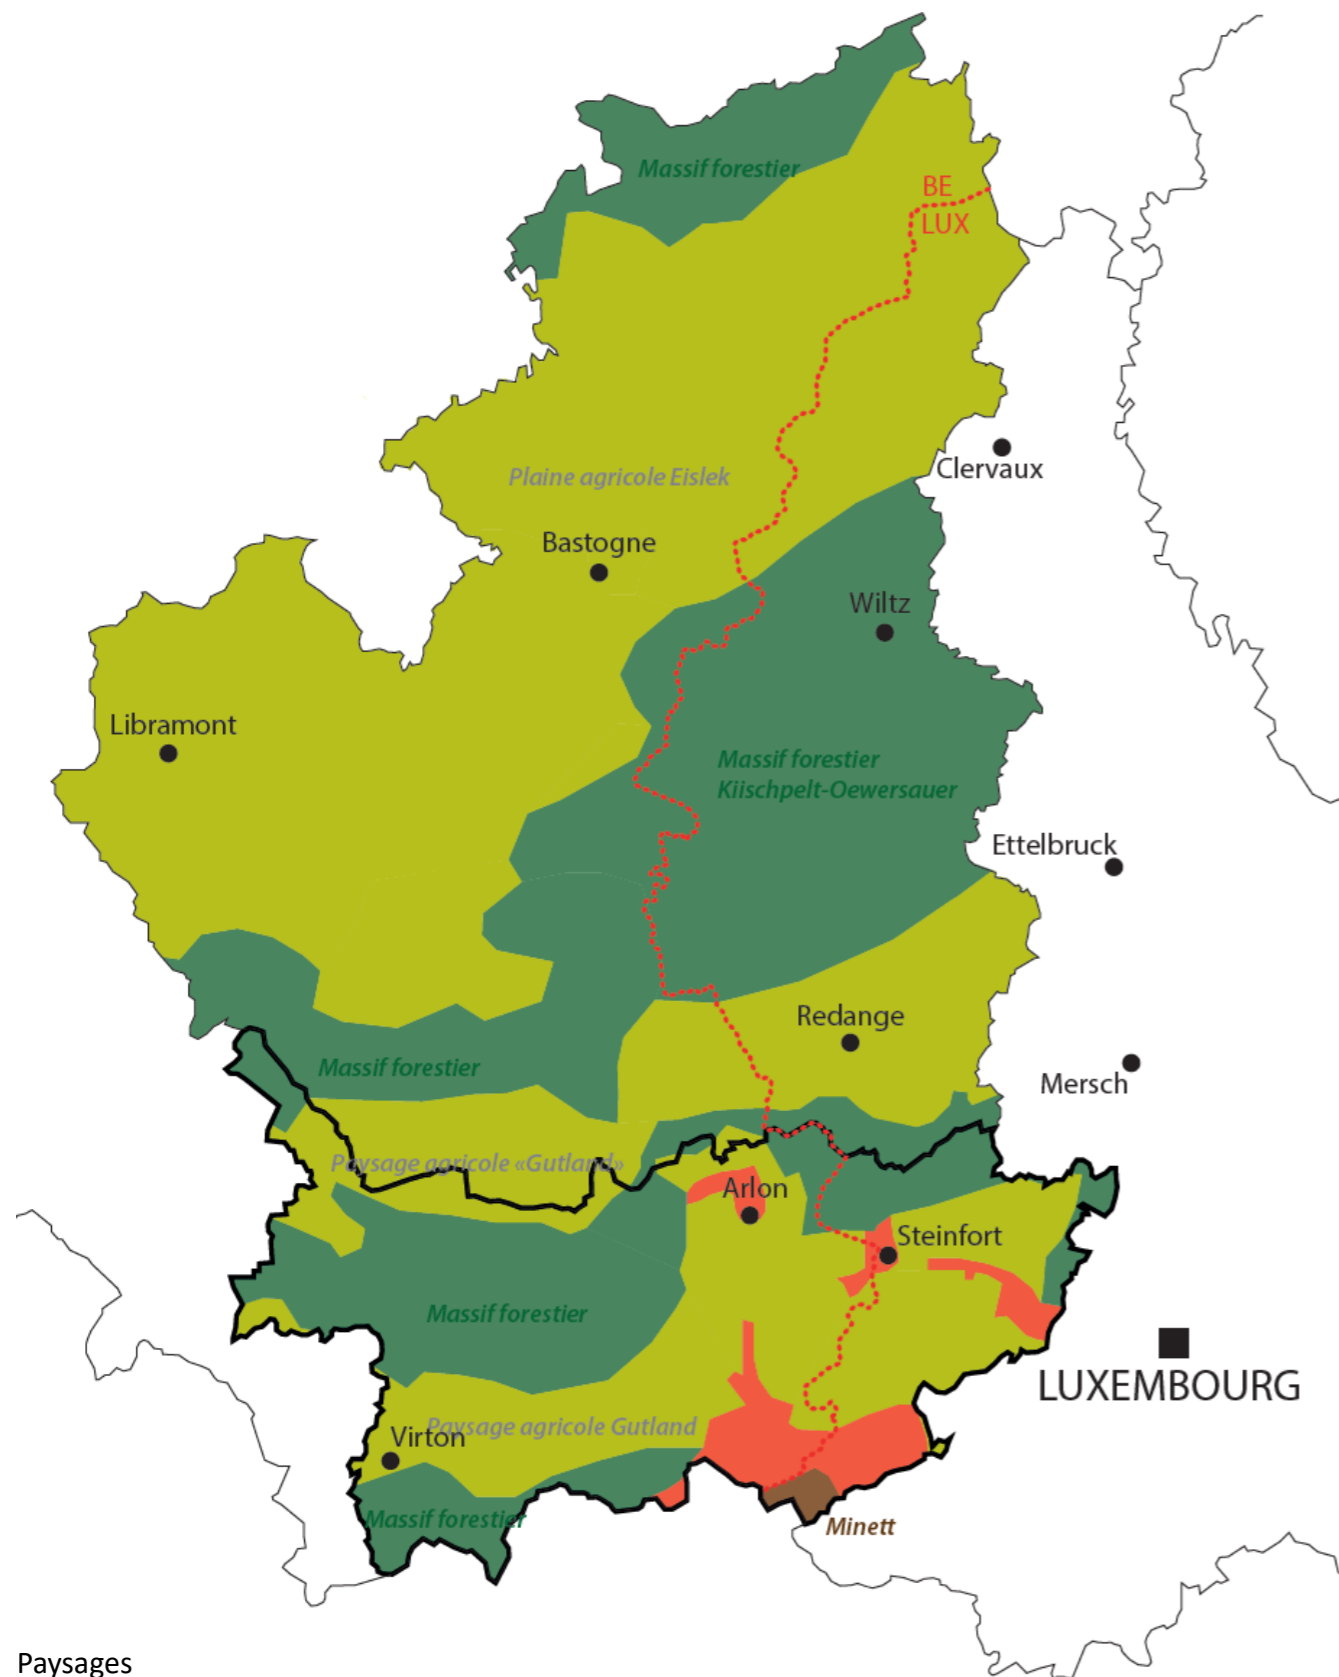 Massif forestier
BE
LUX
Clervaux
Plaine agricole Eislek
Bastogne
Wiltz
Libramont
Massif forestier
Kiischpelt-Oewersauer
Ettelbruck
Redange
Massif forestier
Mersch
Paysage agricole «Gutland»
Arlon
Steinfort
Massif forestier
LUXEMBOURG
Paysage agricole Gutland
Virton
Massif forestier
Minett
Paysages